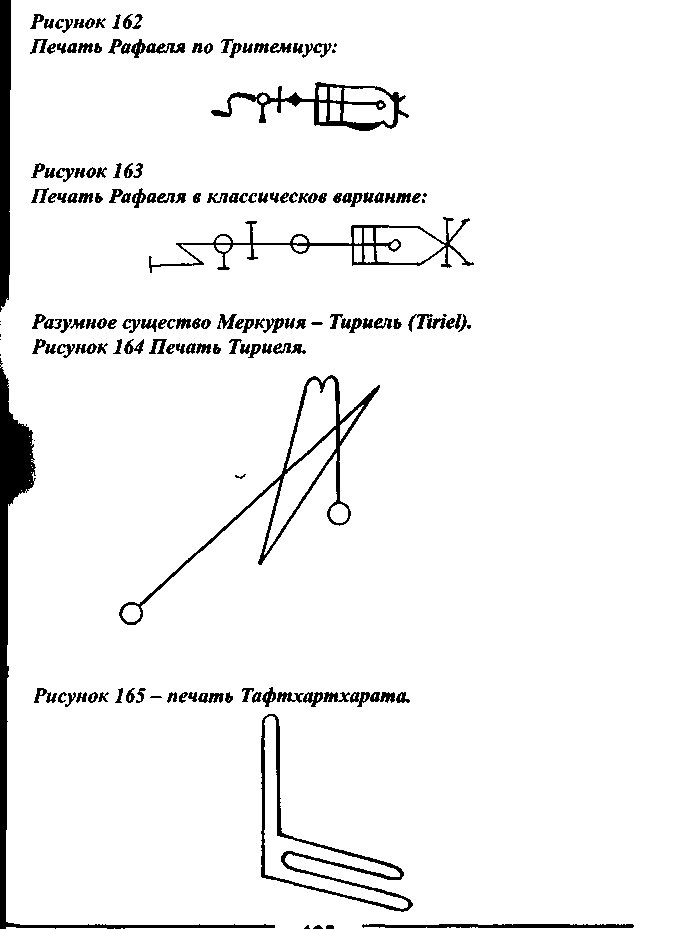 Рисунок 162
Печать Рафаеля по Тритемиусу:
Рисунок 163
Печать Рафаеля в классическов варианте:
Разумное существо Меркурия – Тириель (Tiriel).
Рисунок 164 Печать Тириеля.
Рисунок 165 – печать Тафтхартхарата.